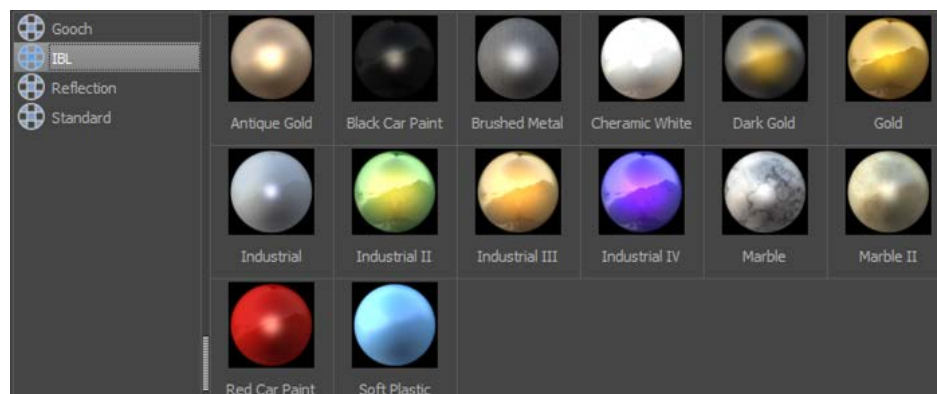 Gooch
IBL
Reflection
Standard
Antique Gold
Black Car Paint
Brushed Metal
Cheramic White
Dark Gold
Gold
Industrial
Industrial II
Industrial III
Industrial IV
Marble
Marble II
Red Car Paint
Soft Plastic